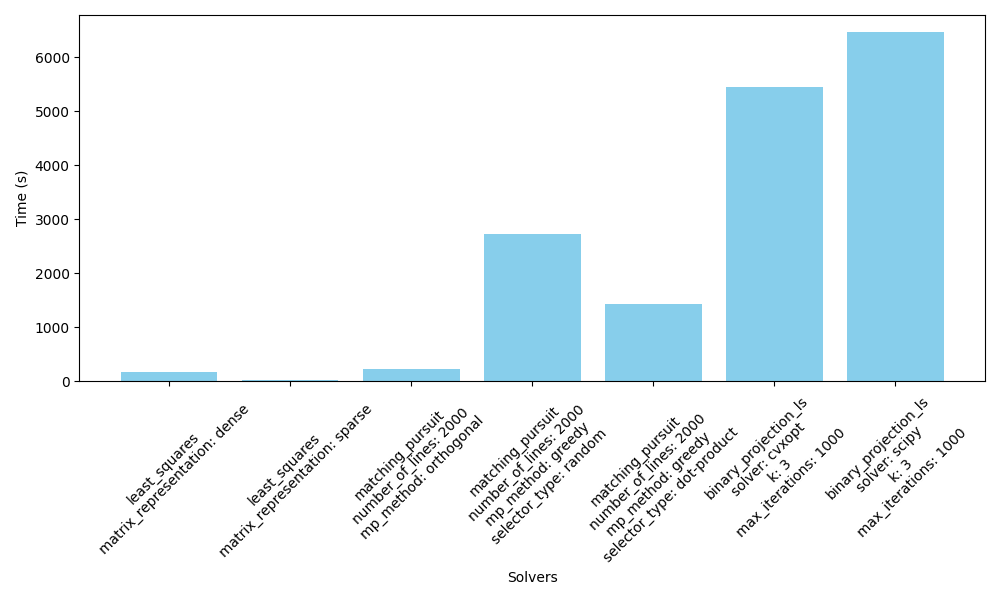 6000
5000
4000
3000
2000
1000
0
Time (s)
least_squares
matrix_representation: dense
least_squares
matrix_representation: sparse
matching_pursuit
number_of_lines: 2000
mp_method: orthogonal
matching_pursuit
number_of_lines: 2000
mp_method: greedy
selector_type: random
matching_pursuit
number_of_lines: 2000
mp_method: greedy
selector_type: dot-product
binary_projection_ls
solver: cvxopt
k: 3
max_iterations: 1000
binary_projection_ls
solver: scipy
k: 3
max_iterations: 1000
Solvers